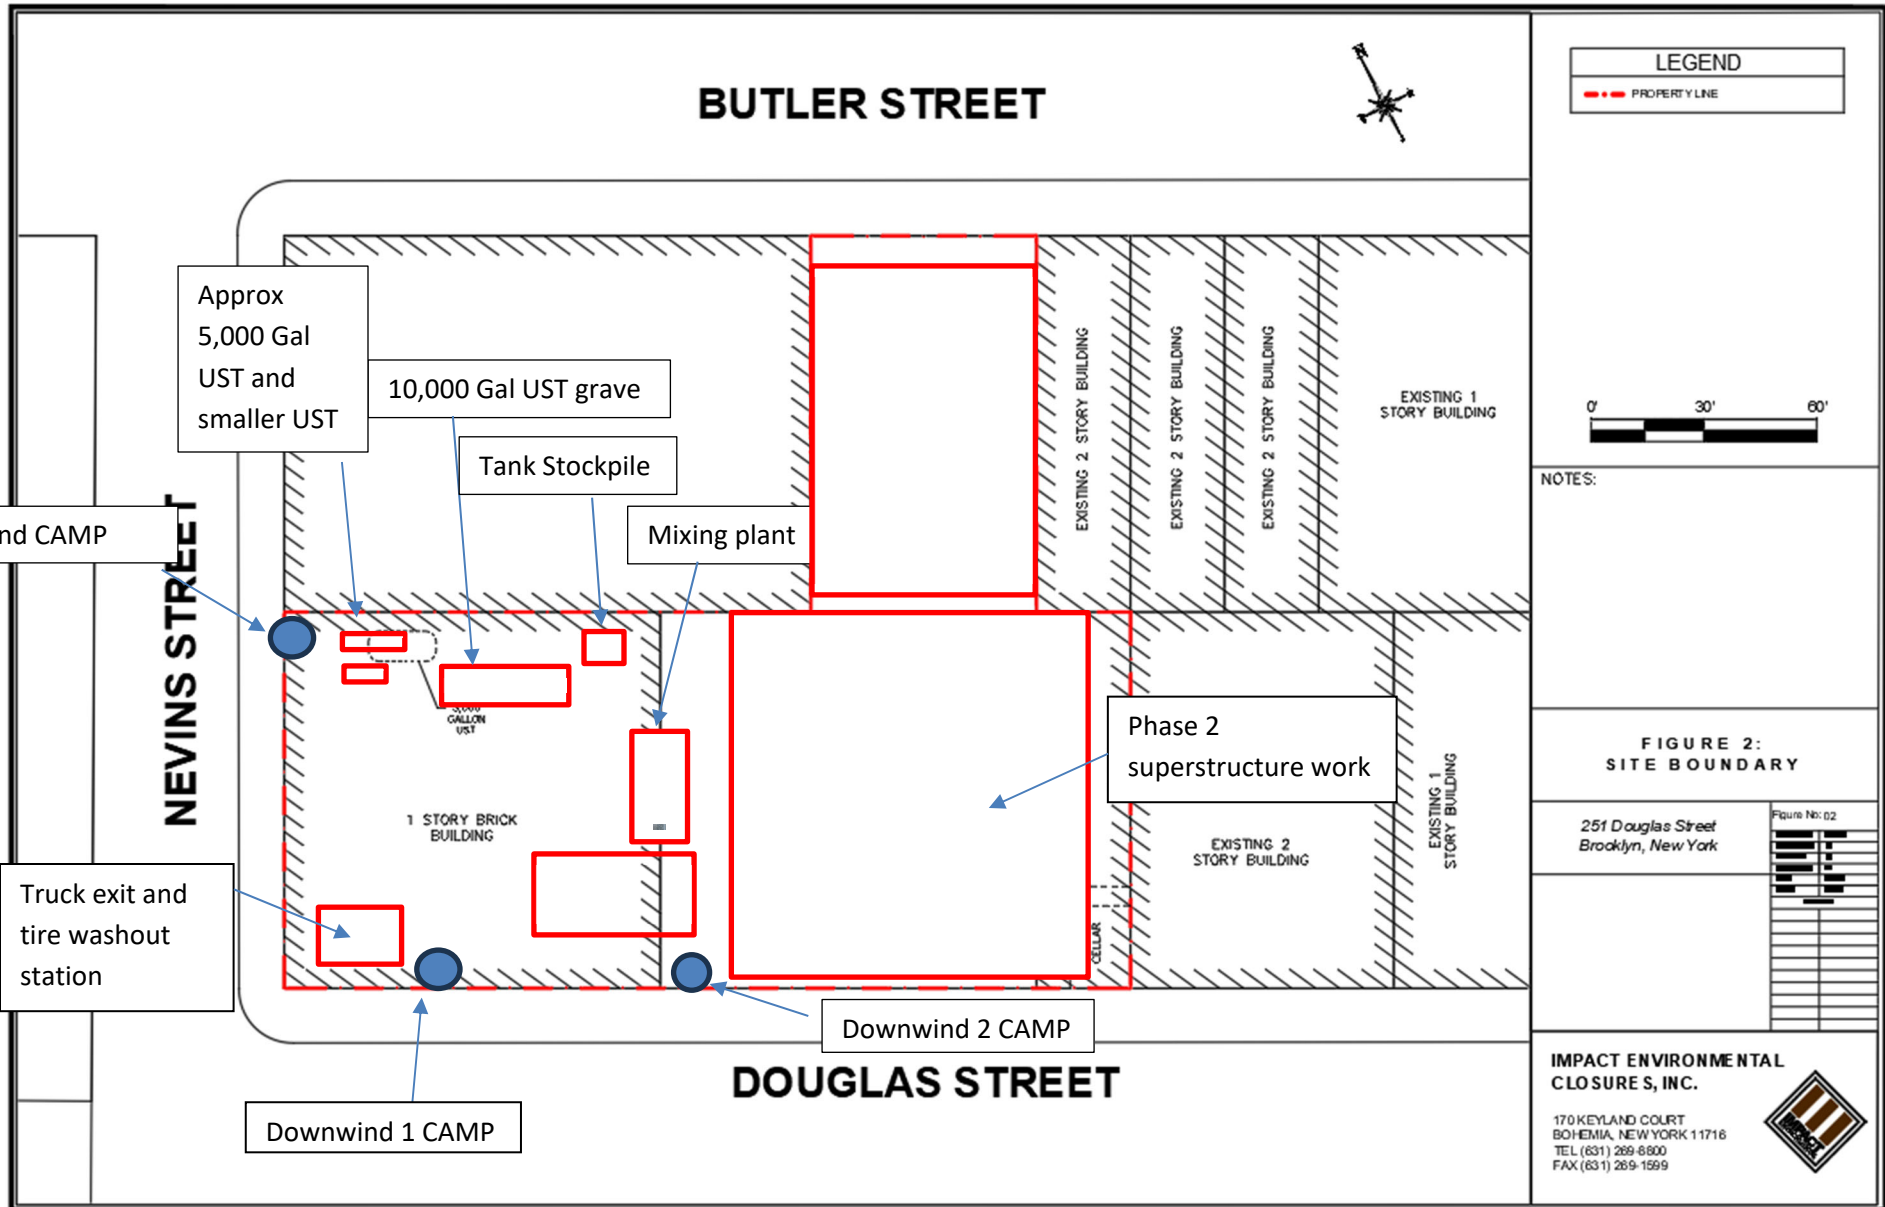 BUTLER STREET
N
LEGEND
PROPERTY LINE
Approx
5,000 Gal
UST and
smaller UST
10,000 Gal UST grave
Tank Stockpile
Mixing plant
nd CAMP
NEVINS STREET
EXISTING 2 STORY BUILDING
EXISTING 2 STORY BUILDING
EXISTING 2 STORY BUILDING
EXISTING 1
STORY BUILDING
0' 30' 60'
NOTES:
GALLON
UST
1 STORY BRICK
BUILDING
Phase 2
superstructure work
EXISTING 2
STORY BUILDING
EXISTING 1
STORY BUILDING
CELLAR
Truck exit and
tire washout
station
Downwind 2 CAMP
Downwind 1 CAMP
DOUGLAS STREET
FIGURE 2:
SITE BOUNDARY
251 Douglas Street
Brooklyn, New York
Figure No: 02
IMPACT ENVIRONMENTAL
CLOSURES, INC.
170 KEYLAND COURT
BOHEMIA, NEW YORK 11716
TEL (631) 269-8800
FAX (631) 269-1599